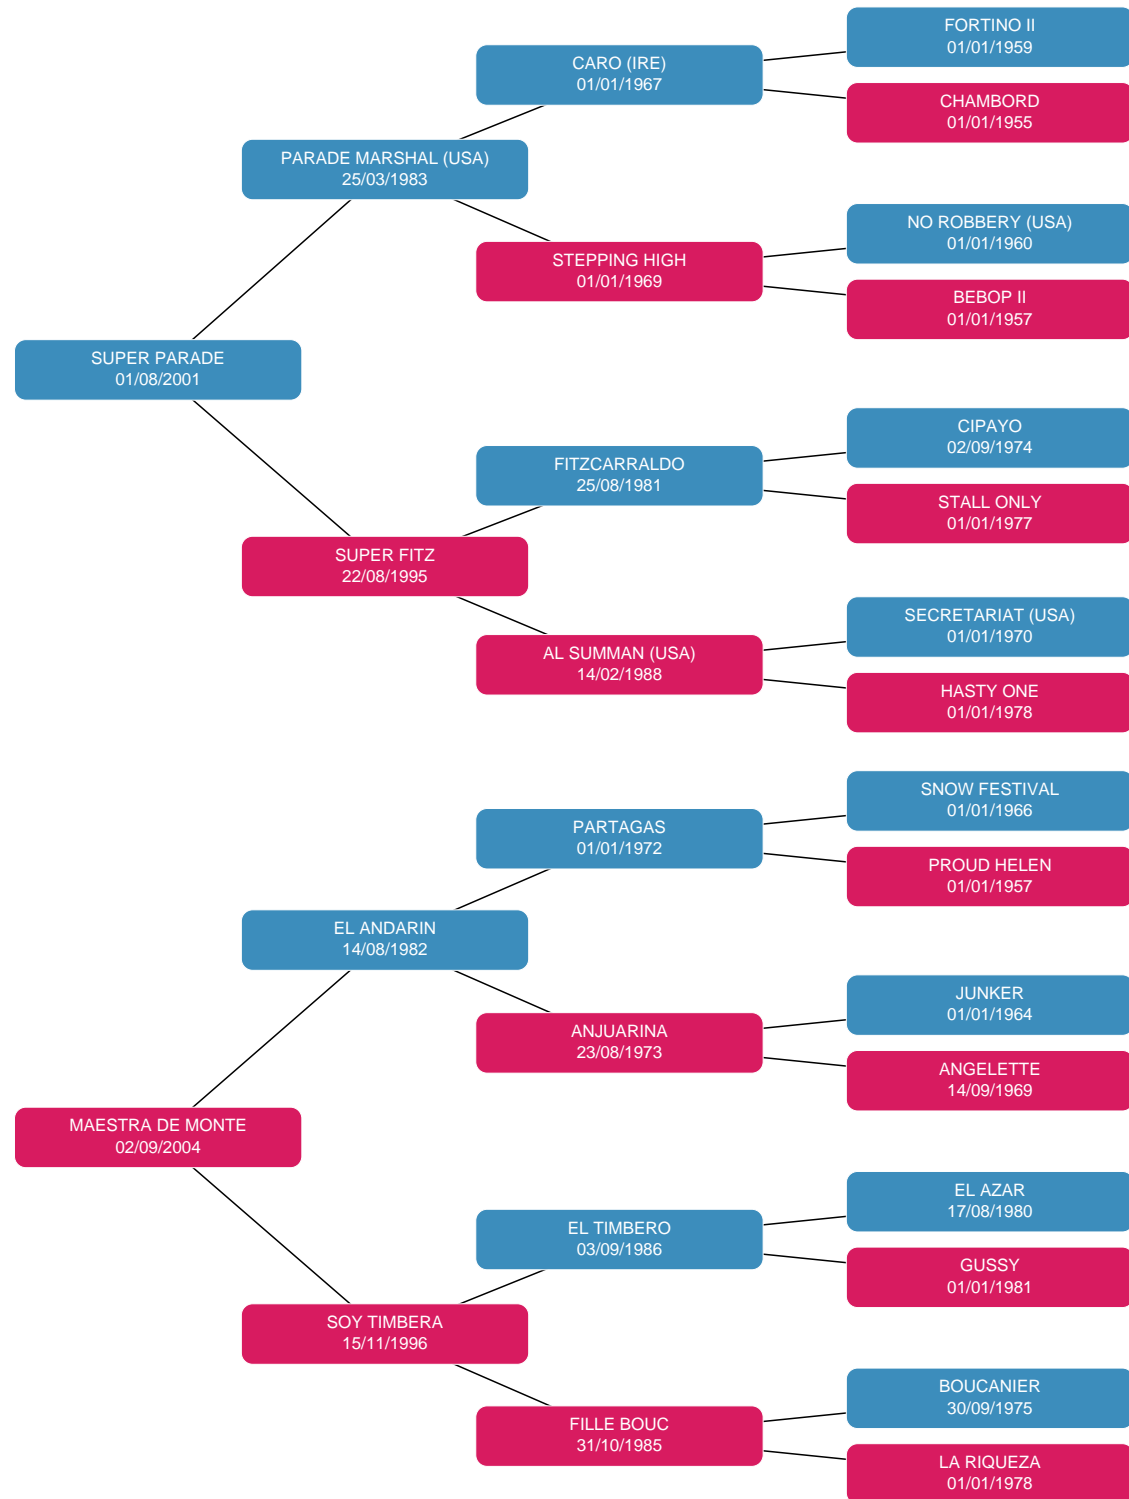 FORTINO II
01/01/1959
CARO (IRE)
01/01/1967
CHAMBORD
01/01/1955
PARADE MARSHAL (USA)
25/03/1983
NO ROBBERY (USA)
01/01/1960
STEPPING HIGH
01/01/1969
BEBOP II
01/01/1957
SUPER PARADE
01/08/2001
CIPAYO
02/09/1974
FITZCARRALDO
25/08/1981
STALL ONLY
01/01/1977
SUPER FITZ
22/08/1995
SECRETARIAT (USA)
01/01/1970
AL SUMMAN (USA)
14/02/1988
HASTY ONE
01/01/1978
SNOW FESTIVAL
01/01/1966
PARTAGAS
01/01/1972
PROUD HELEN
01/01/1957
EL ANDARIN
14/08/1982
JUNKER
01/01/1964
ANJUARINA
23/08/1973
ANGELETTE
14/09/1969
MAESTRA DE MONTE
02/09/2004
EL AZAR
17/08/1980
EL TIMBERO
03/09/1986
GUSSY
01/01/1981
SOY TIMBERA
15/11/1996
BOUCANIER
30/09/1975
FILLE BOUC
31/10/1985
LA RIQUEZA
01/01/1978